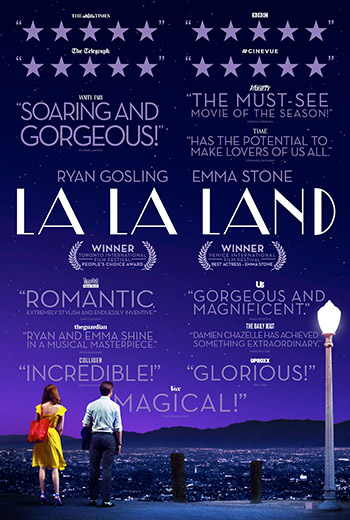 THE TIMES
BBC
The Telegraph
#CINEVUE
VANITY FAIR
"SOARING AND
GORGEOUS!"
VARIETY
"THE MUST-SEE
MOVIE OF THE SEASON!"
TIME
"HAS THE POTENTIAL TO
MAKE LOVERS OF US ALL."
RYAN GOSLING
EMMA STONE
LA LA LAND
WINNER
TORONTO INTERNATIONAL
FILM FESTIVAL
PEOPLE'S CHOICE AWARD
WINNER
VENICE INTERNATIONAL
FILM FESTIVAL
BEST ACTRESS - EMMA STONE
"ROMANTIC
EXTREMELY STYLISH AND ENDLESSLY INVENTIVE."
Us
"GORGEOUS AND
MAGNIFICENT."
theguardian
"RYAN AND EMMA SHINE
IN A MUSICAL MASTERPIECE."
THE DAILY BEAST
"DAMIEN CHAZELLE HAS ACHIEVED
SOMETHING EXTRAORDINARY."
COLLIDER
"INCREDIBLE!"
UPROXX
"GLORIOUS!"
Vox
"MAGICAL!"